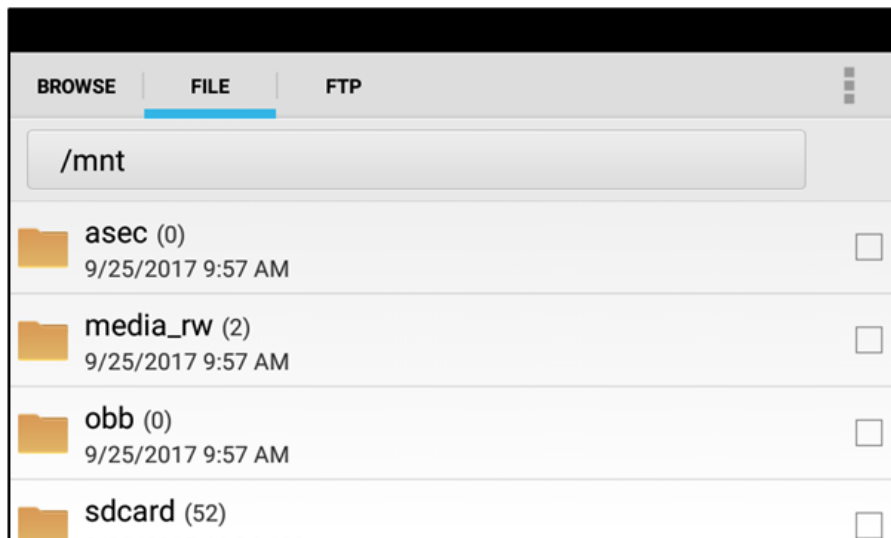 BROWSE FILE FTP
/mnt
asec (0)
9/25/2017 9:57 AM
media_rw (2)
9/25/2017 9:57 AM
obb (0)
9/25/2017 9:57 AM
sdcard (52)